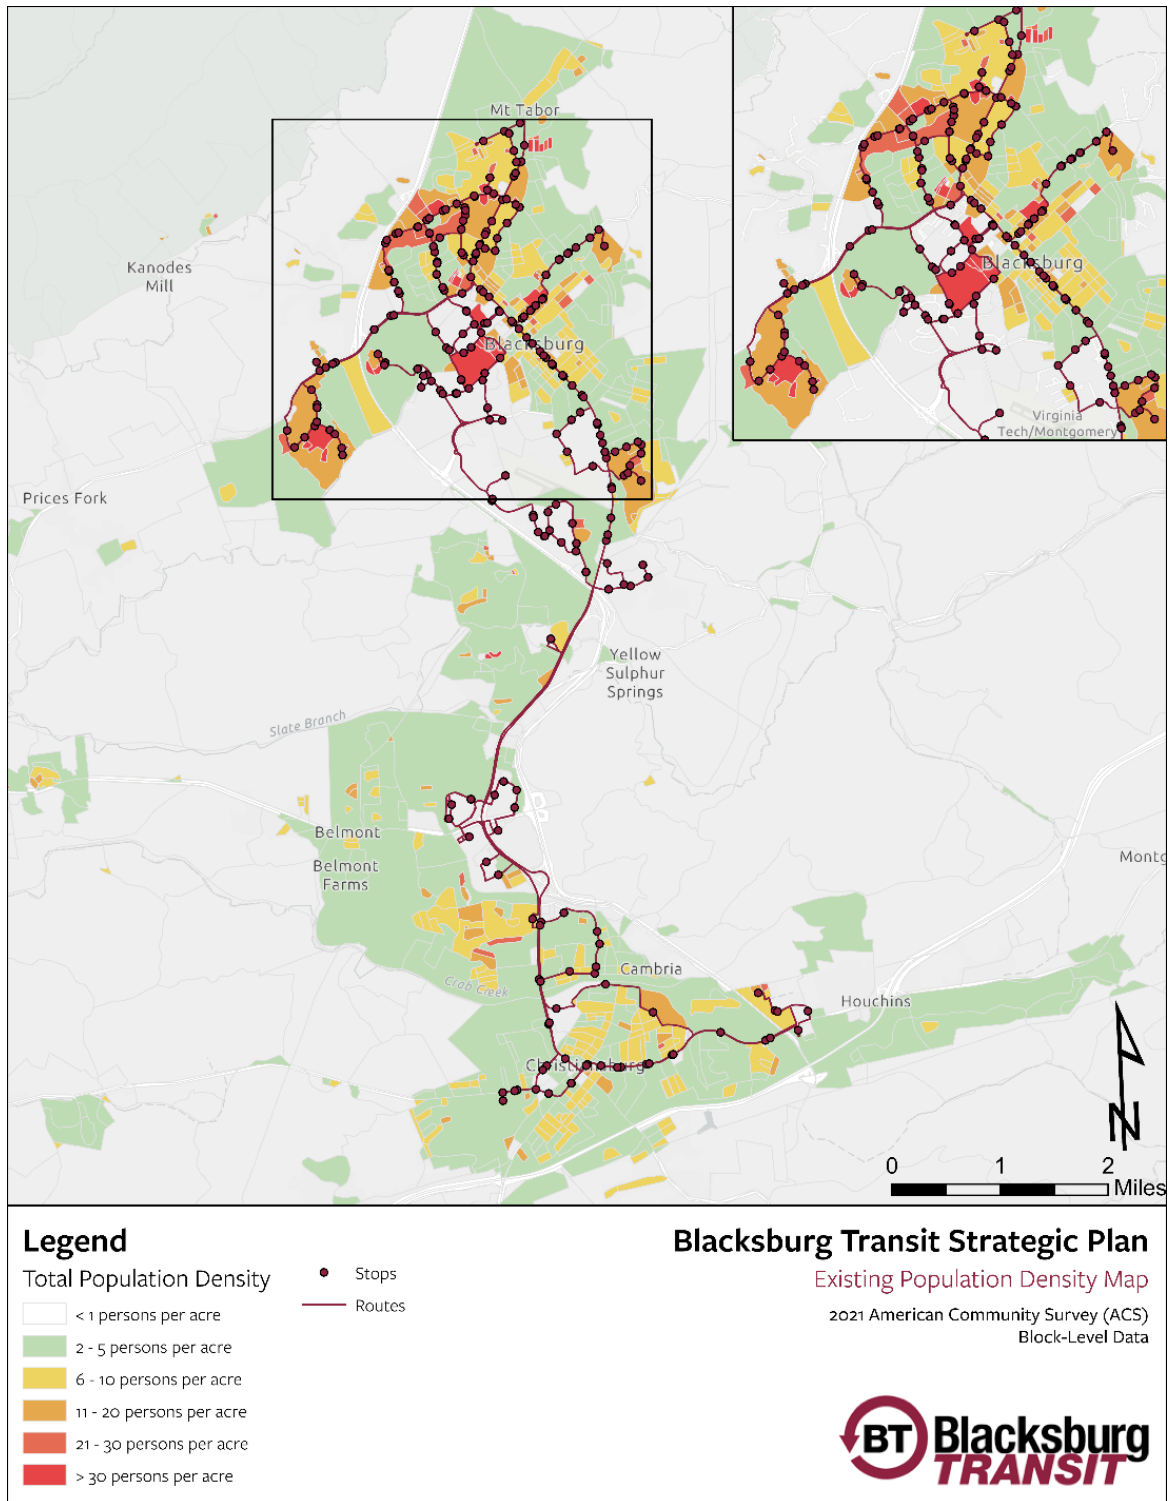 Mt Tabor
Kanodes
Mill
Blacksburg
Blacksburg
Virginia
Tech/Montgomery
Prices Fork
Yellow
Sulphur
Springs
Slate Branch
Belmont
Belmont
Farms
Montg
Crab Creek
Cambria
Houchins
Christiansburg
N
0 1 2
Miles
Legend
Total Population Density
< 1 persons per acre
2 - 5 persons per acre
6 - 10 persons per acre
11 - 20 persons per acre
21 - 30 persons per acre
> 30 persons per acre
Stops
Routes
Blacksburg Transit Strategic Plan
Existing Population Density Map
2021 American Community Survey (ACS)
Block-Level Data
BT Blacksburg
TRANSIT